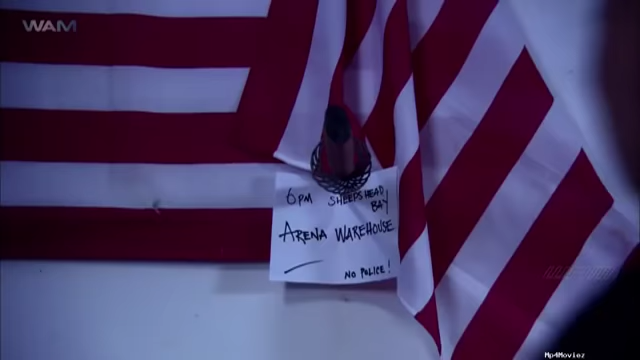 WAM
6PM SHEEPSHEAD
BAY
ARENA WAREHOUSE
NO POLICE!
Mp4Moviez